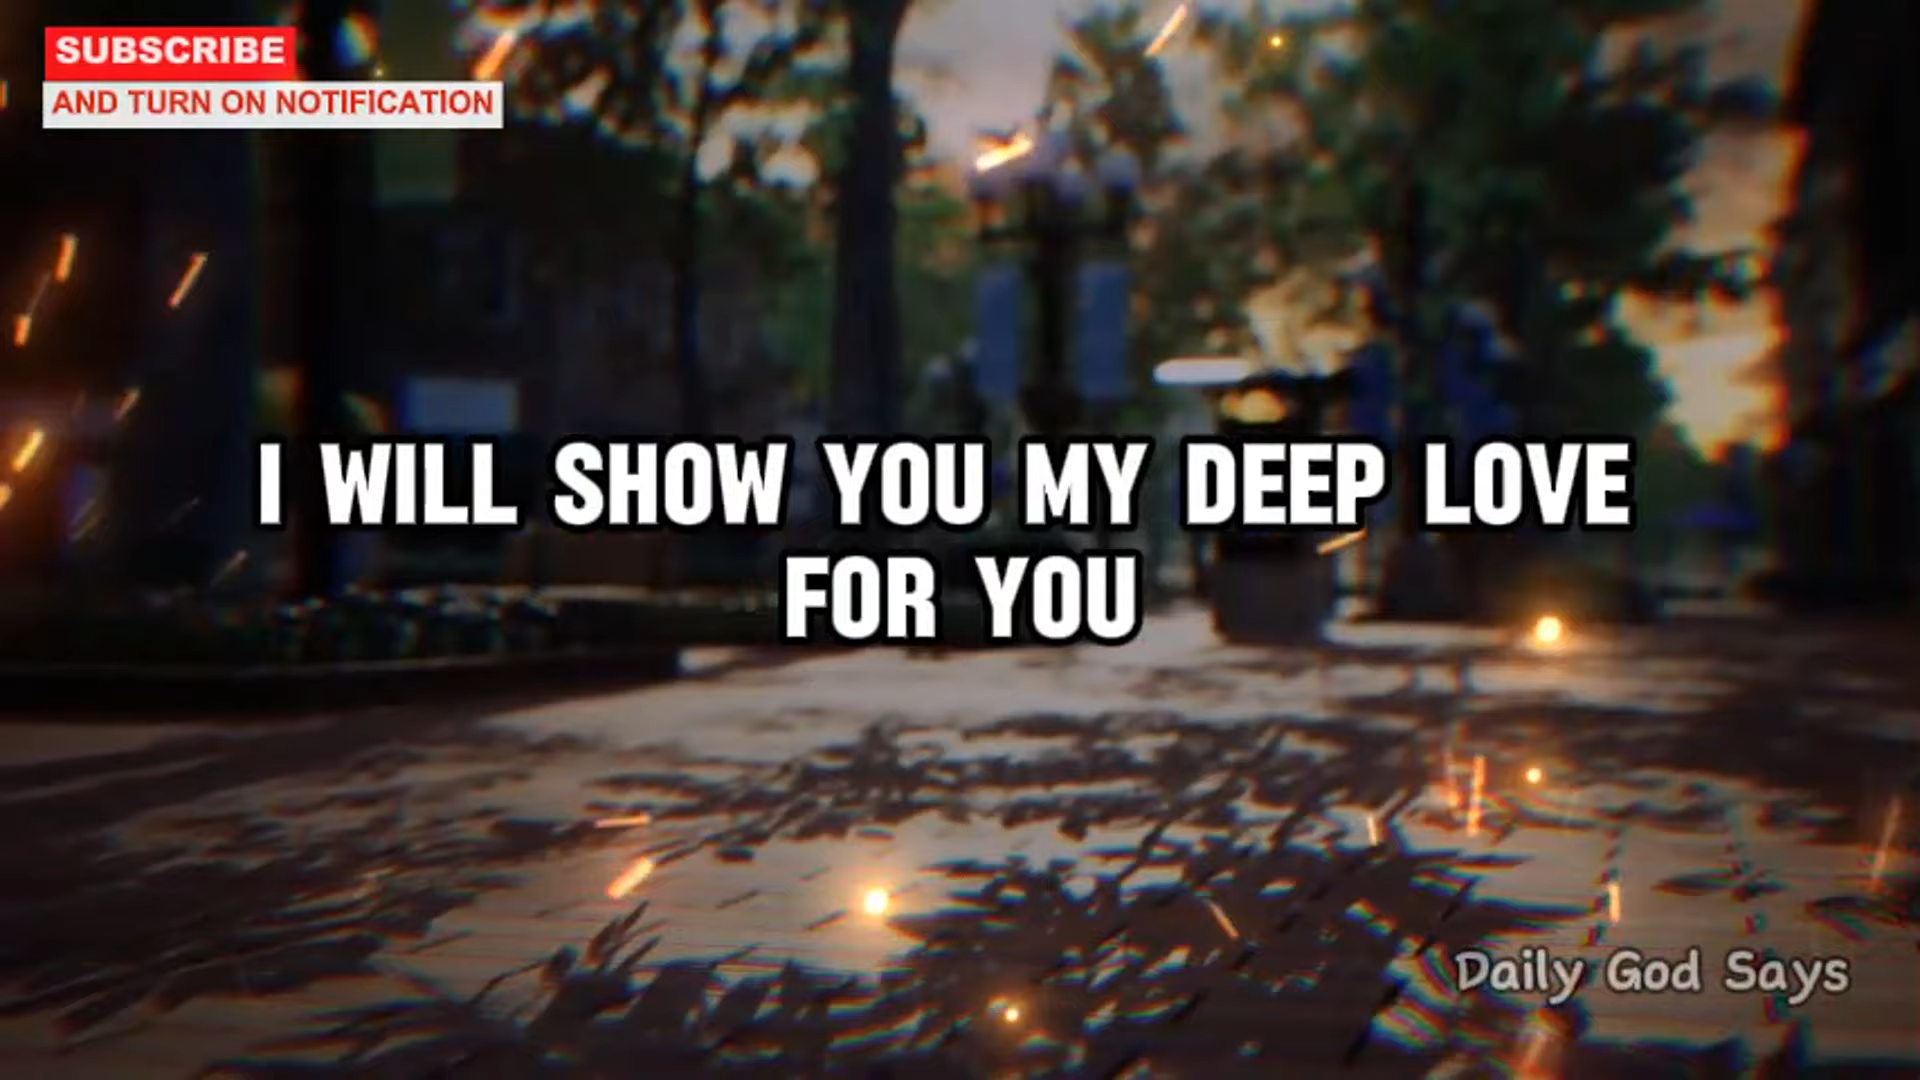 SUBSCRIBE
AND TURN ON NOTIFICATION
I WILL SHOW YOU MY DEEP LOVE
FOR YOU
Daily God Says